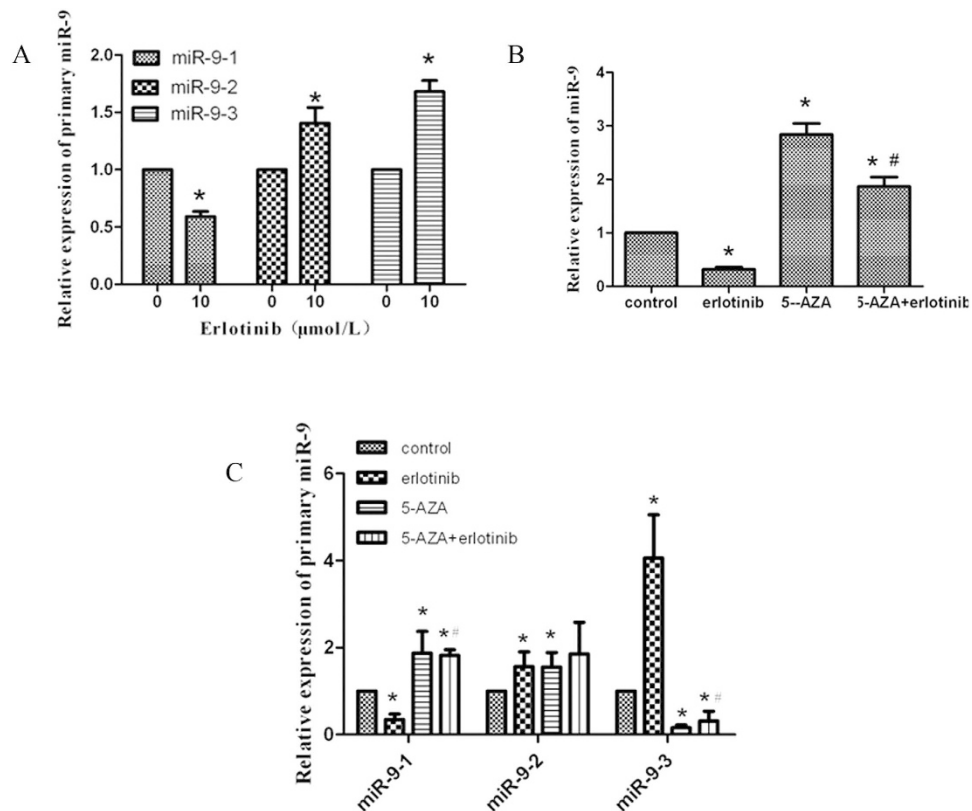 A
Relative expression of primary miR-9
2.0
1.5
1.0
0.5
0.0
miR-9-1
miR-9-2
miR-9-3
*
*
*
0 10 0 10 0 10
Erlotinib (μmol/L)
B
Relative expression of miR-9
4
3
2
1
0
*
*
* #
control erlotinib 5--AZA 5-AZA+erlotinib
C
Relative expression of primary miR-9
6
4
2
0
control
erlotinib
5-AZA
5-AZA+erlotinib
* * * #
* *
* * * #
miR-9-1 miR-9-2 miR-9-3